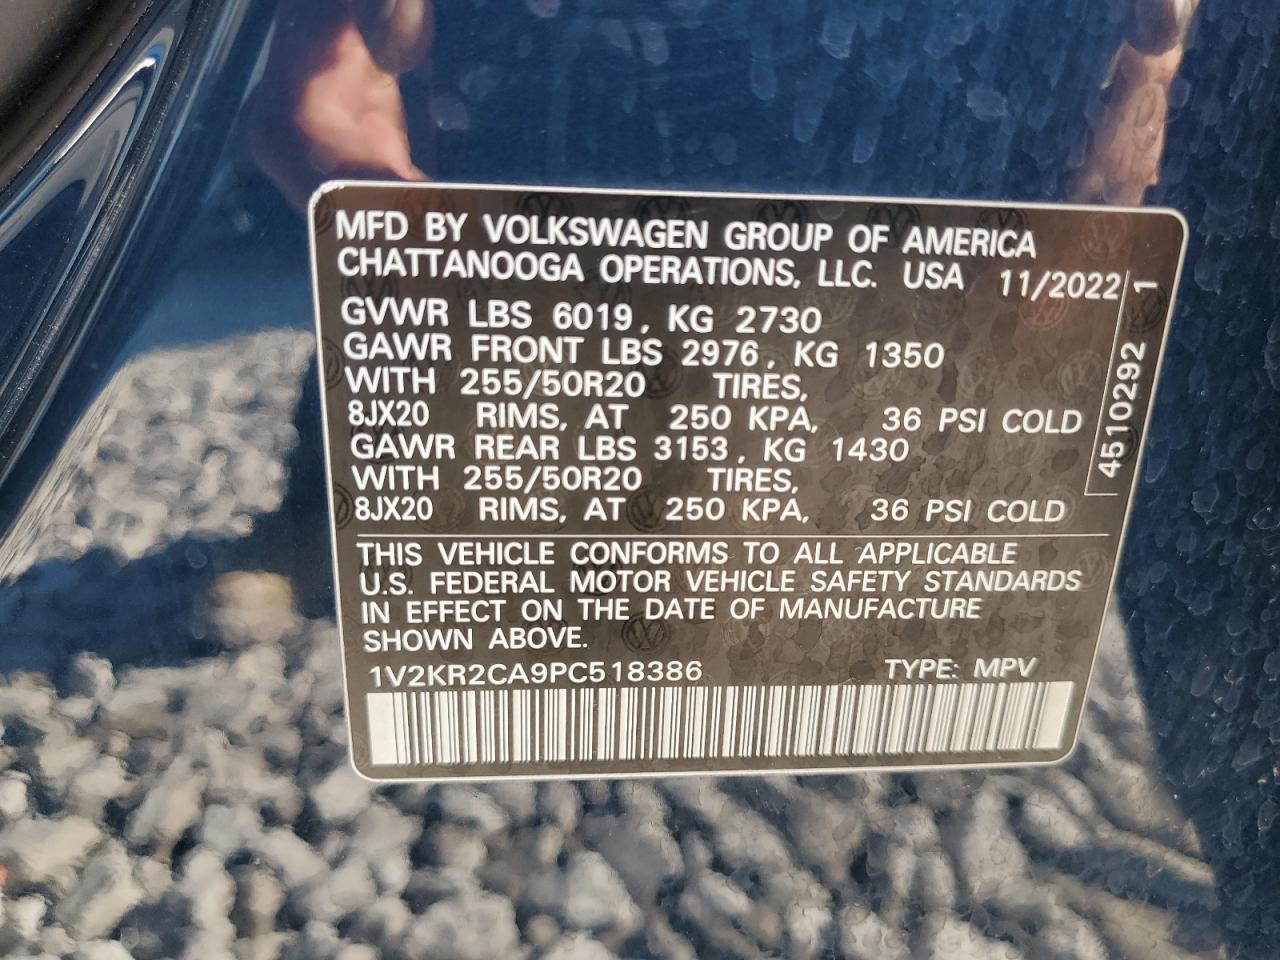 MFD BY VOLKSWAGEN GROUP OF AMERICA
CHATTANOOGA OPERATIONS, LLC. USA 11/2022
GVWR LBS 6019, KG 2730
GAWR FRONT LBS 2976, KG 1350
WITH 255/50R20 TIRES,
8JX20 RIMS, AT 250 KPA, 36 PSI COLD
GAWR REAR LBS 3153, KG 1430
WITH 255/50R20 TIRES,
8JX20 RIMS, AT 250 KPA, 36 PSI COLD
4510292 1
THIS VEHICLE CONFORMS TO ALL APPLICABLE
U.S. FEDERAL MOTOR VEHICLE SAFETY STANDARDS
IN EFFECT ON THE DATE OF MANUFACTURE
SHOWN ABOVE.
1V2KR2CA9PC518386 TYPE: MPV